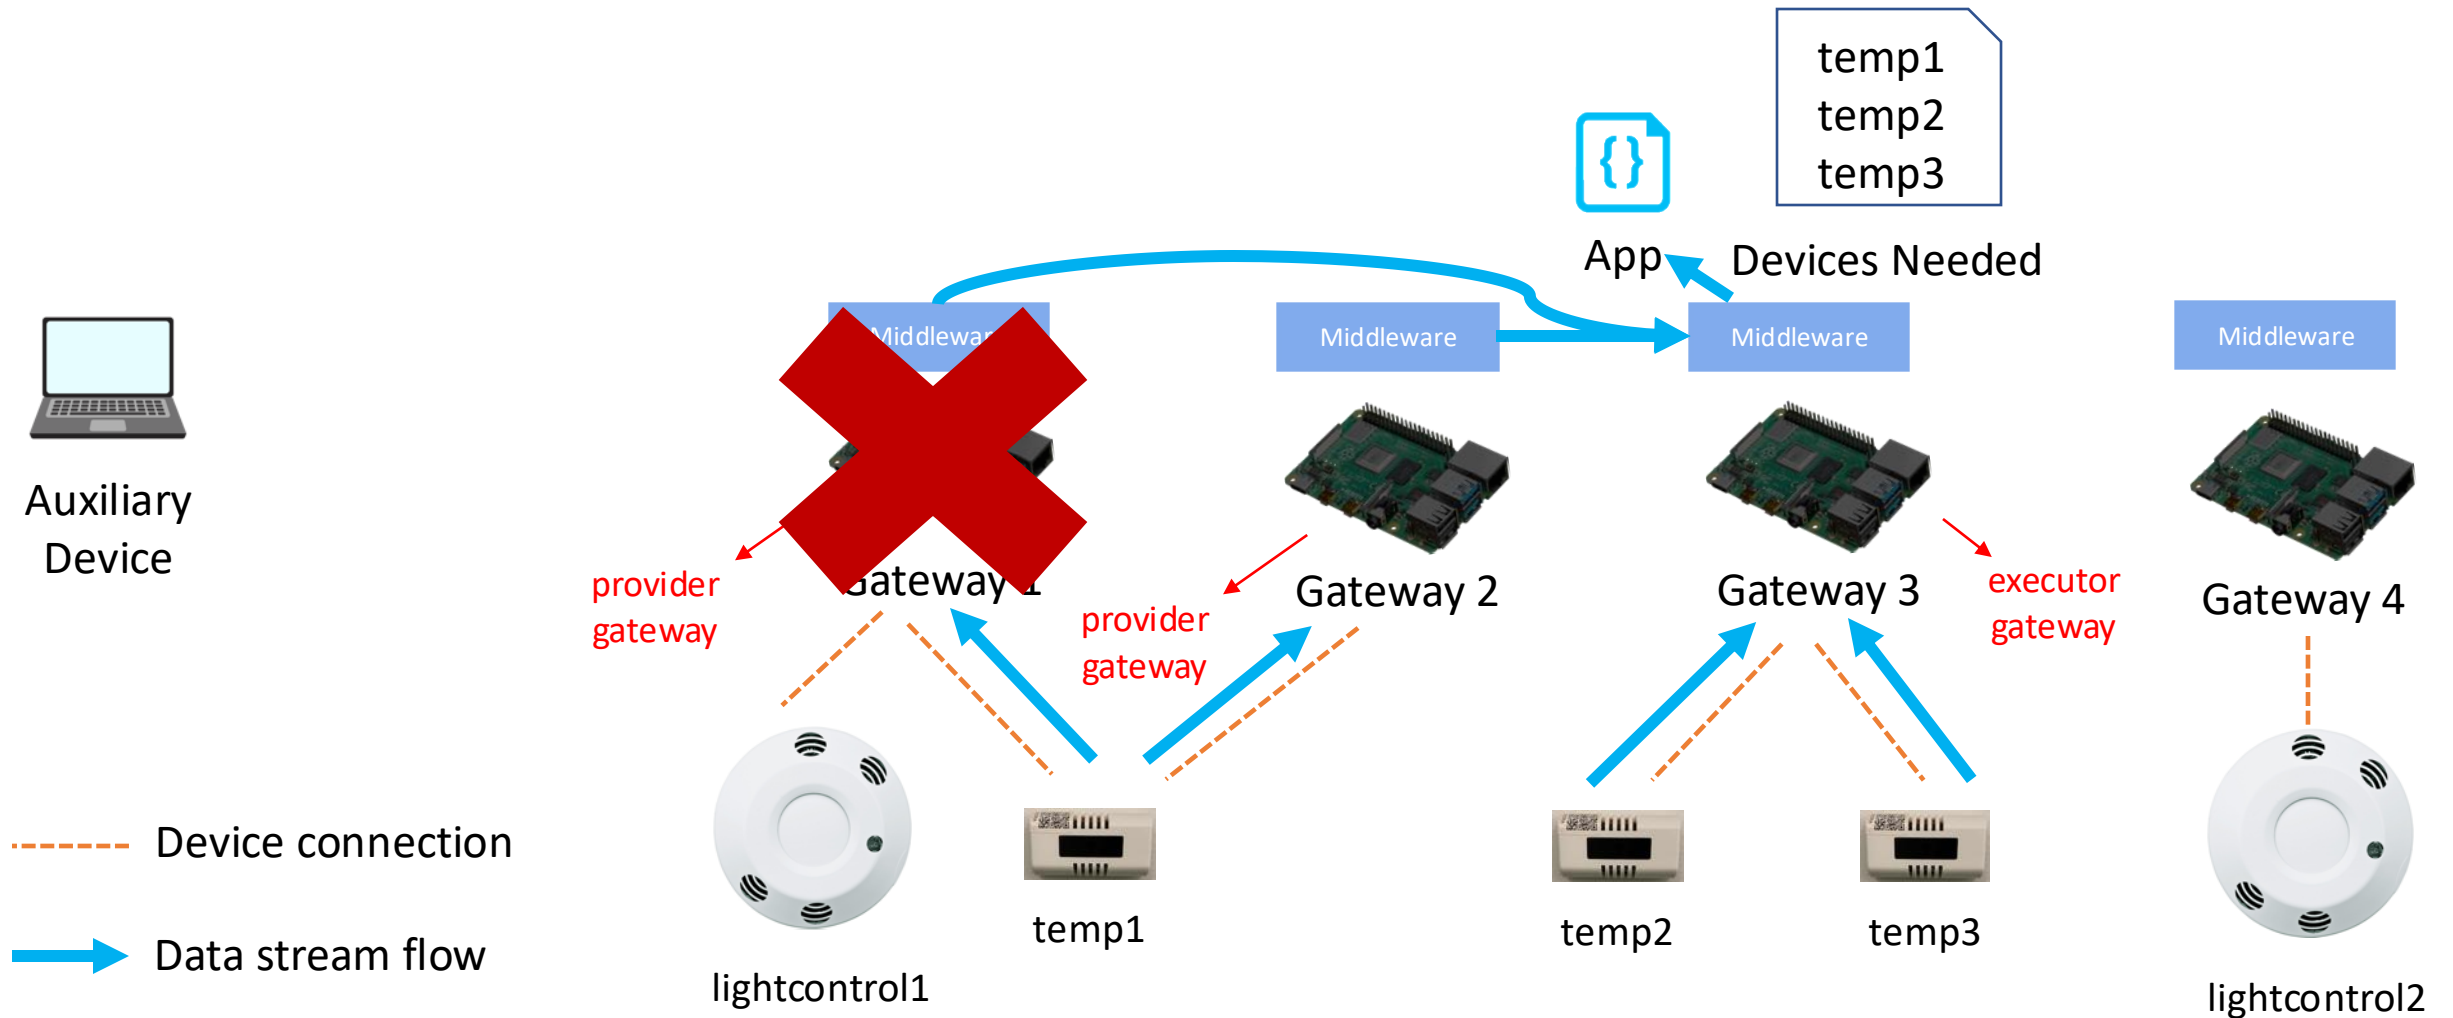 temp1
temp2
temp3
App
Devices Needed
Middleware
Middleware
Middleware
Auxiliary
Device
Gateway 2
Gateway 3
Gateway 4
provider
gateway
provider
gateway
executor
gateway
Device connection
Data stream flow
lightcontrol1
temp1
temp2
temp3
lightcontrol2